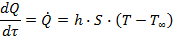 dQ/dτ = Q̇ = h · S · (T − T∞)